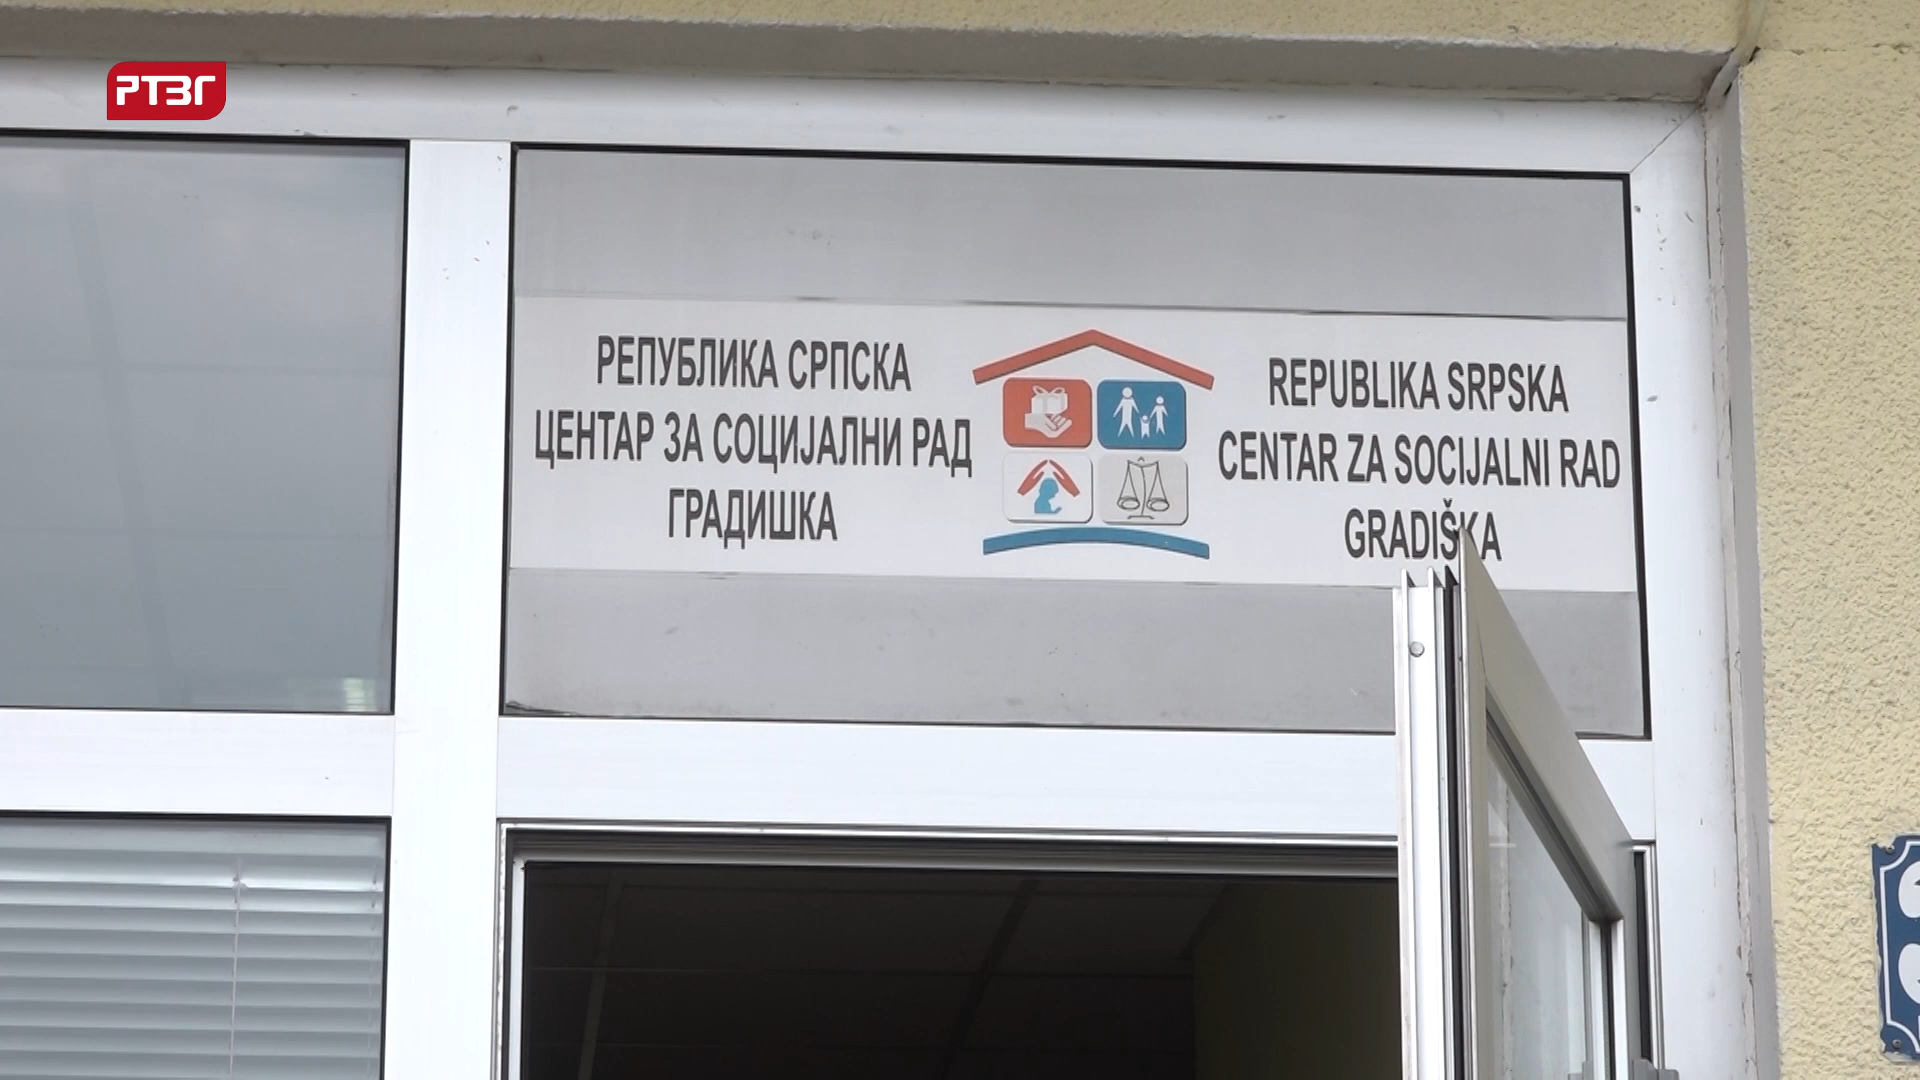 РТВГ
РЕПУБЛИКА СРПСКА
ЦЕНТАР ЗА СОЦИЈАЛНИ РАД
ГРАДИШКА
REPUBLIKA SRPSKA
CENTAR ZA SOCIJALNI RAD
GRADIŠKA